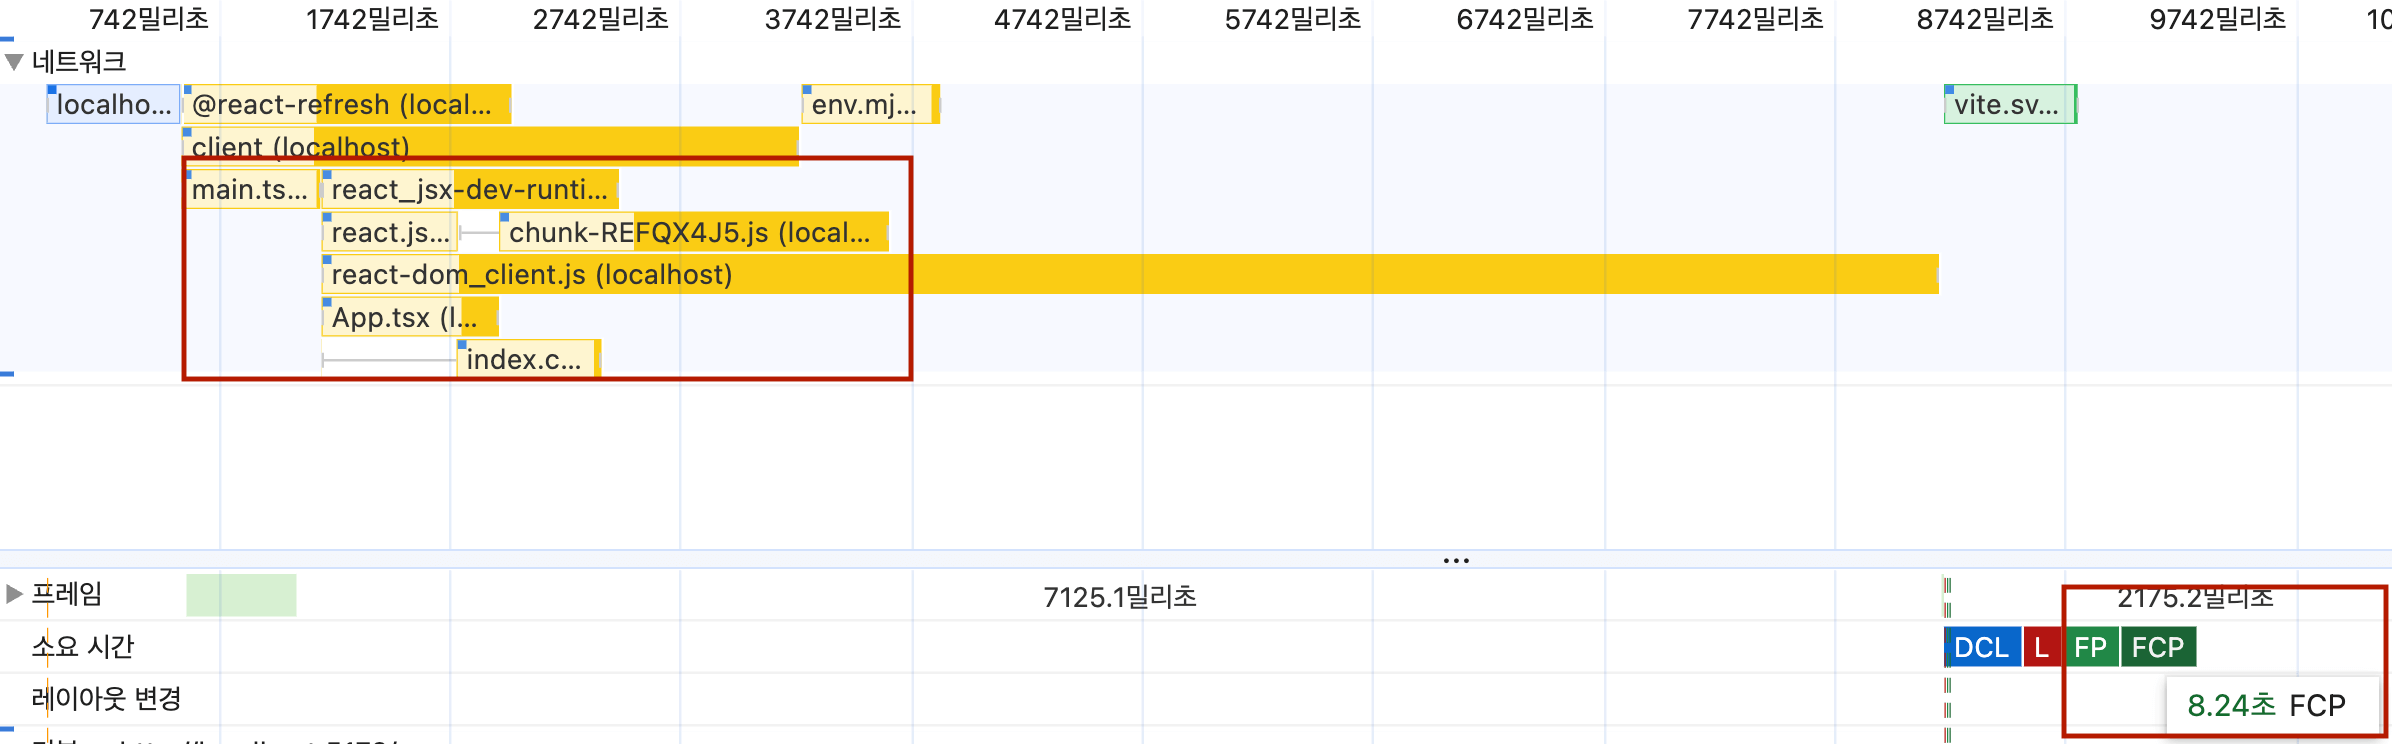 742밀리초 1742밀리초 2742밀리초 3742밀리초 4742밀리초 5742밀리초 6742밀리초 7742밀리초 8742밀리초 9742밀리초 10
네트워크
localho... @react-refresh (local... env.mj... vite.sv...
client (localhost)
main.ts... react_jsx-dev-runti...
react.js... chunk-REFQX4J5.js (local...
react-dom_client.js (localhost)
App.tsx (l...
index.c...
...
프레임 7125.1밀리초 2175.2밀리초
소요 시간 DCL L FP FCP
레이아웃 변경
8.24초 FCP